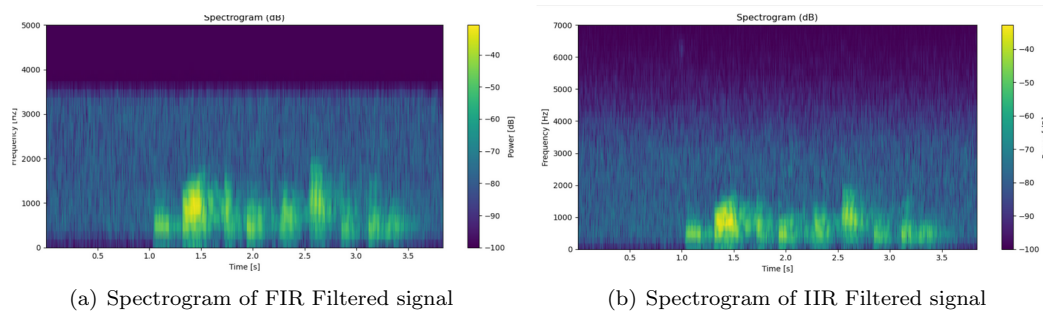 Spectrogram (dB)
5000
4000
3000
2000
1000
0
Frequency [Hz]
0.5 1.0 1.5 2.0 2.5 3.0 3.5
Time [s]
−40
−50
−60
−70
−80
−90
−100
Power [dB]
(a) Spectrogram of FIR Filtered signal
Spectrogram (dB)
7000
6000
5000
4000
3000
2000
1000
0
Frequency [Hz]
0.5 1.0 1.5 2.0 2.5 3.0 3.5
Time [s]
−40
−50
−60
−70
−80
−90
−100
(b) Spectrogram of IIR Filtered signal